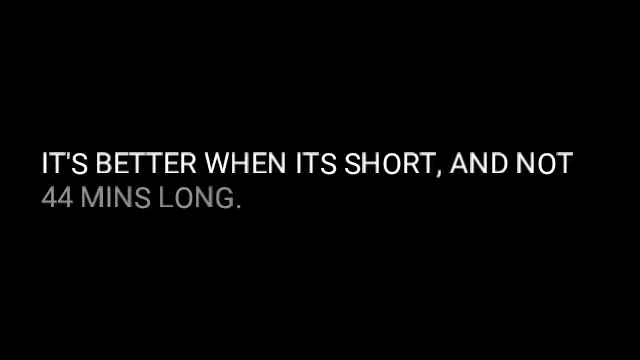 IT'S BETTER WHEN ITS SHORT, AND NOT
44 MINS LONG.